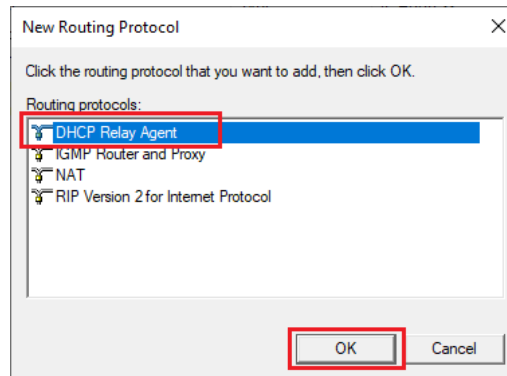 New Routing Protocol
Click the routing protocol that you want to add, then click OK.
Routing protocols:
DHCP Relay Agent
IGMP Router and Proxy
NAT
RIP Version 2 for Internet Protocol
OK
Cancel